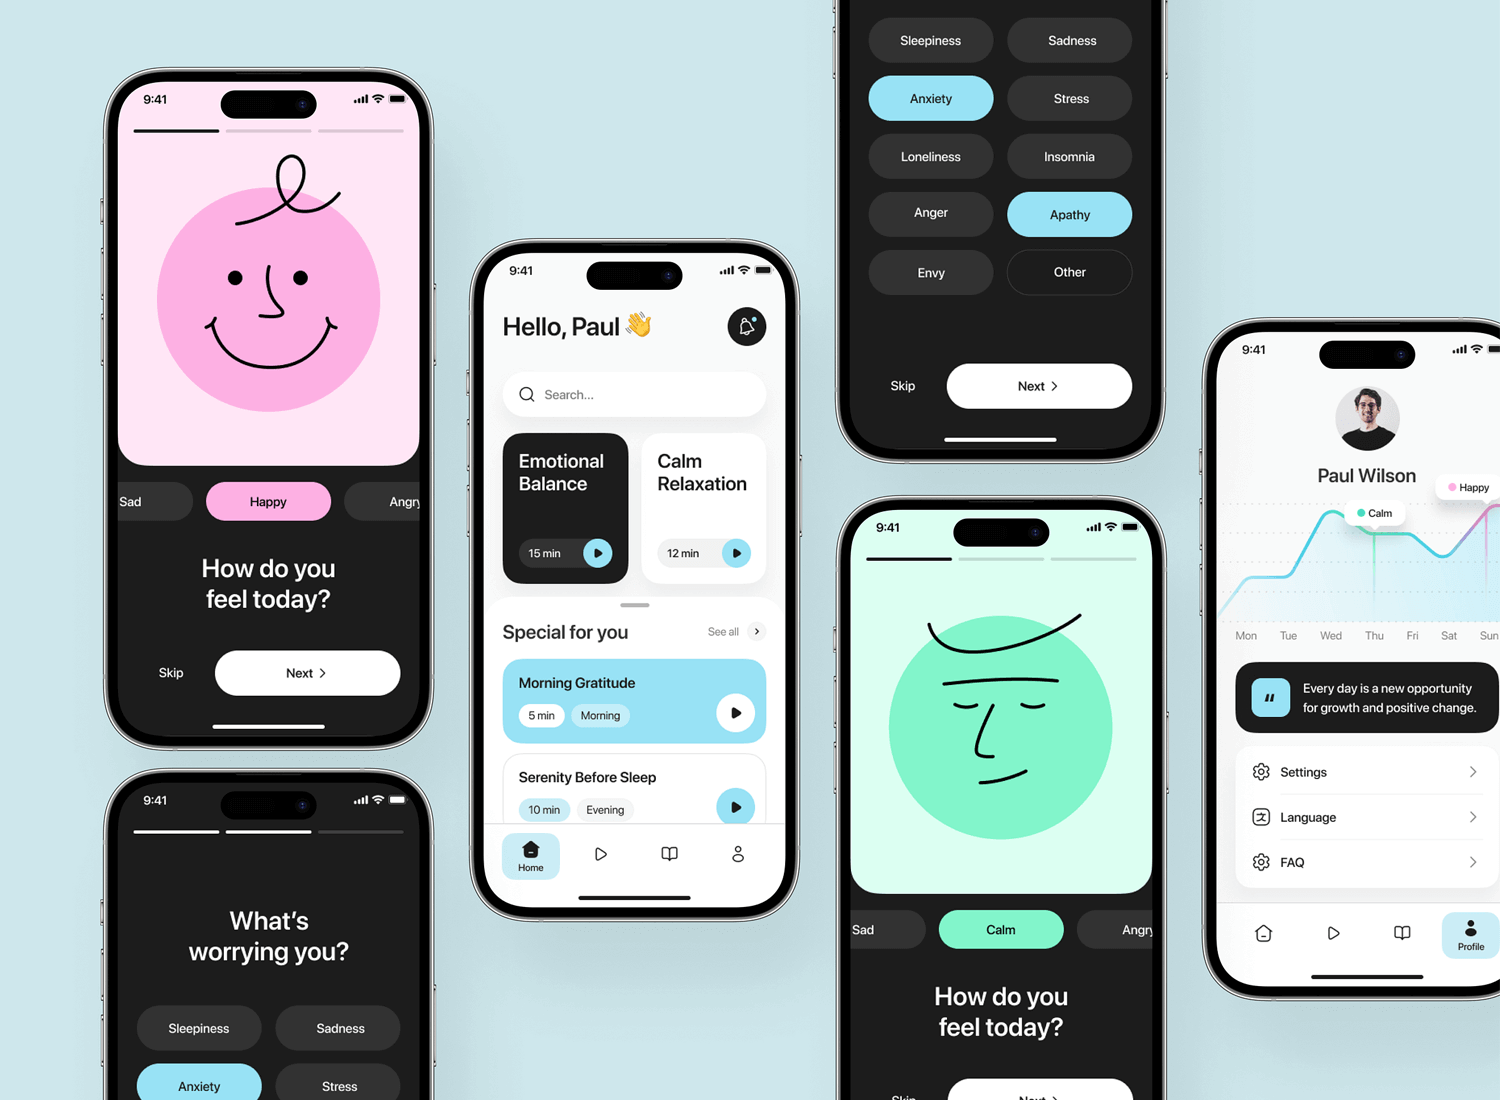 9:41
Sad
Happy
Angry
How do you
feel today?
Skip
Next
9:41
What's
worrying you?
Sleepiness
Sadness
Anxiety
Stress
9:41
Hello, Paul
Search...
Emotional
Balance
15 min
Calm
Relaxation
12 min
Special for you
See all
Morning Gratitude
5 min
Morning
Serenity Before Sleep
10 min
Evening
Home
Sleepiness
Sadness
Anxiety
Stress
Loneliness
Insomnia
Anger
Apathy
Envy
Other
Skip
Next
9:41
Sad
Calm
Angry
How do you
feel today?
Skip
Next
9:41
Paul Wilson
Happy
Calm
Mon Tue Wed Thu Fri Sat Sun
“
Every day is a new opportunity
for growth and positive change.
Settings
文
Language
FAQ
Profile